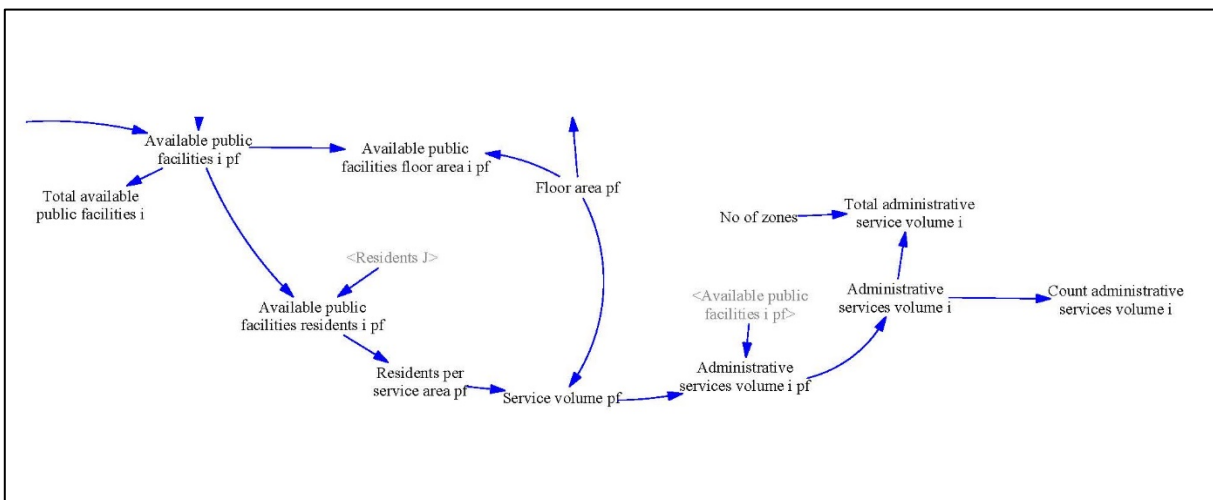 Available public
facilities i pf
Available public
facilities floor area i pf
Floor area pf
Total available
public facilities i
No of zones
Total administrative
service volume i
<Residents J>
<Available public
facilities i pf>
Administrative
services volume i
Count administrative
services volume i
Available public
facilities residents i pf
Residents per
service area pf
Service volume pf
Administrative
services volume i pf